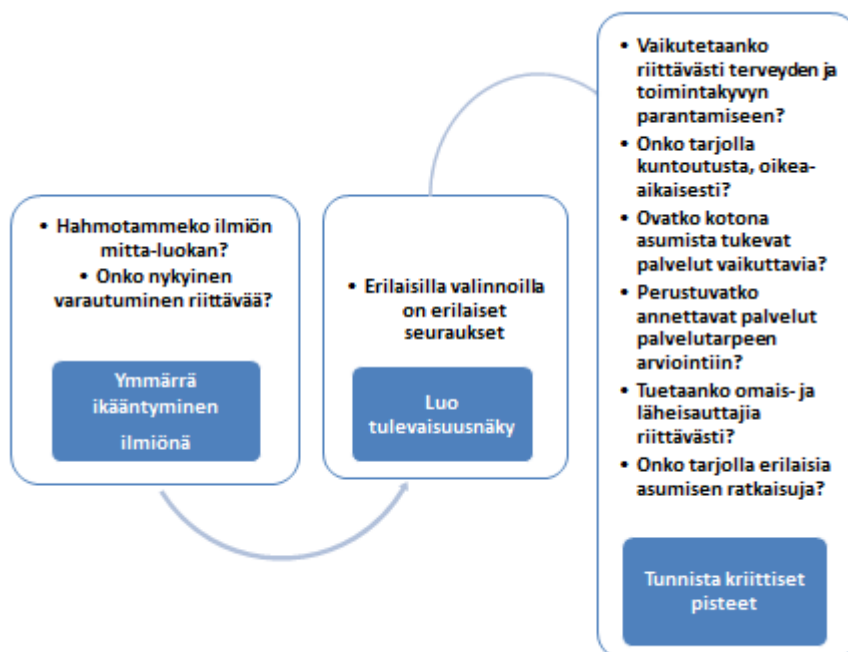 • Hahmotammeko ilmiön
mitta-luokan?
• Onko nykyinen
varautuminen riittävää?
Ymmärrä
ikääntyminen
ilmiönä
• Erilaisilla valinnoilla
on erilaiset
seuraukset
Luo
tulevaisuusnäky
• Vaikutetaanko
riittävästi terveyden ja
toimintakyvyn
parantamiseen?
• Onko tarjolla
kuntoutusta, oikea-
aikaisesti?
• Ovatko kotona
asumista tukevat
palvelut vaikuttavia?
• Perustuvatko
annettavat palvelut
palvelutarpeen
arviointiin?
• Tuetaanko omais- ja
läheisauttajia
riittävästi?
• Onko tarjolla erilaisia
asumisen ratkaisuja?
Tunnista kriittiset
pisteet